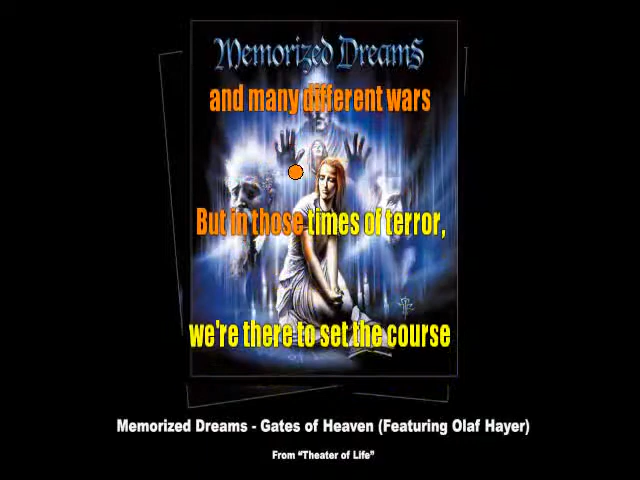 Memorized Dreams
and many different wars
But in those times of terror,
we're there to set the course
Memorized Dreams - Gates of Heaven (Featuring Olaf Hayer)
From “Theater of Life”